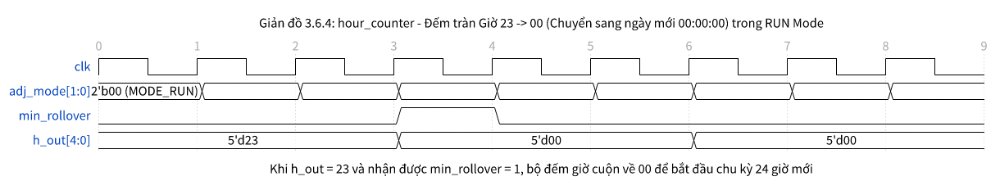 Giản đồ 3.6.4: hour_counter - Đếm tràn Giờ 23 -> 00 (Chuyển sang ngày mới 00:00:00) trong RUN Mode
0 1 2 3 4 5 6 7 8 9
clk
adj_mode[1:0] 2'b00 (MODE_RUN)
min_rollover
h_out[4:0] 5'd23 5'd00 5'd00
Khi h_out = 23 và nhận được min_rollover = 1, bộ đếm giờ cuộn về 00 để bắt đầu chu kỳ 24 giờ mới